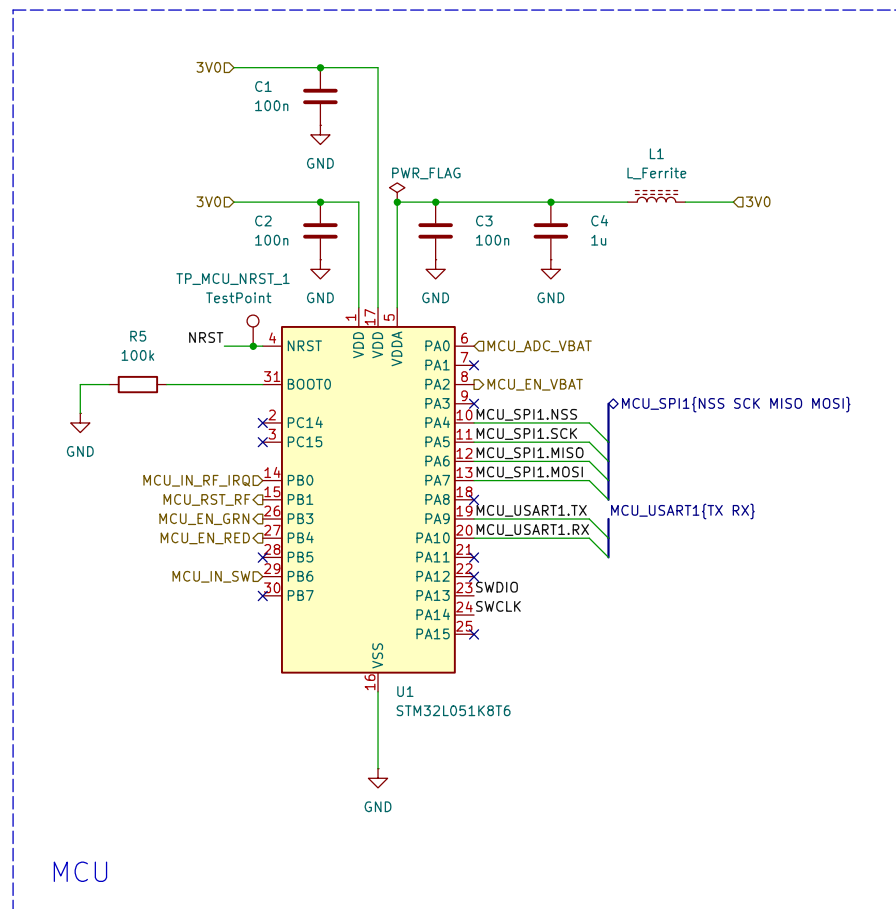 3V0
C1
100n
GND
L1
L_Ferrite
PWR_FLAG
3V0
3V0
C2
100n
C3
100n
C4
1u
TP_MCU_NRST_1
TestPoint
GND
GND
GND
1
17
5
VDD
VDD
VDDA
R5
100k
NRST
4
NRST
31
BOOT0
GND
2
PC14
3
PC15
MCU_IN_RF_IRQ
14
PB0
MCU_RST_RF
15
PB1
MCU_EN_GRN
26
PB3
MCU_EN_RED
27
PB4
28
PB5
MCU_IN_SW
29
PB6
30
PB7
PA0
6
MCU_ADC_VBAT
PA1
7
PA2
8
MCU_EN_VBAT
PA3
9
MCU_SPI1{NSS SCK MISO MOSI}
PA4
10
MCU_SPI1.NSS
PA5
11
MCU_SPI1.SCK
PA6
12
MCU_SPI1.MISO
PA7
13
MCU_SPI1.MOSI
PA8
18
MCU_USART1{TX RX}
PA9
19
MCU_USART1.TX
PA10
20
MCU_USART1.RX
PA11
21
PA12
22
PA13
23
SWDIO
PA14
24
SWCLK
PA15
25
VSS
16
U1
STM32L051K8T6
GND
MCU